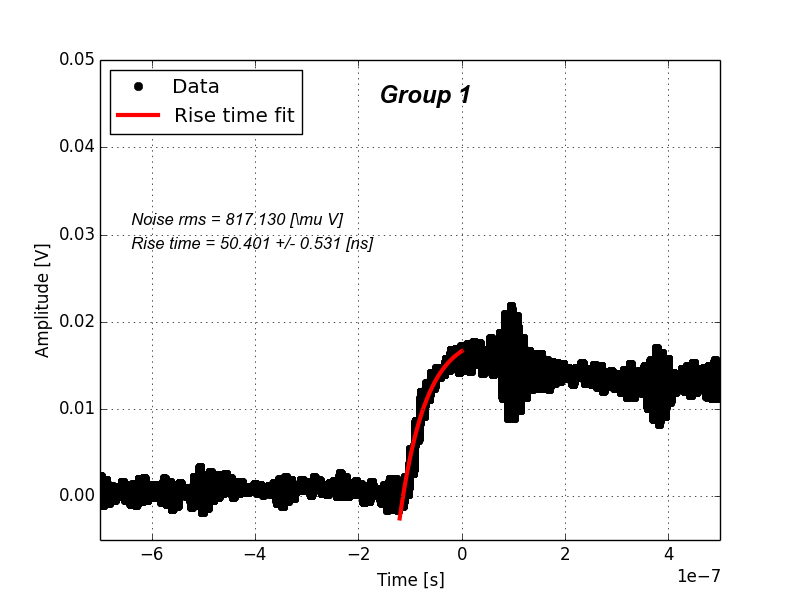 Group 1
Data
Rise time fit
Noise rms = 817.130 [\mu V]
Rise time = 50.401 +/- 0.531 [ns]
Amplitude [V]
0.05
0.04
0.03
0.02
0.01
0.00
−6 −4 −2 0 2 4
1e−7
Time [s]